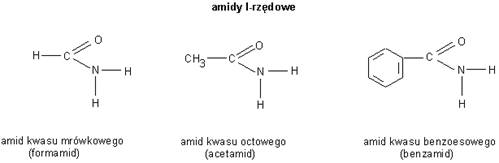 amidy I-rzędowe
H C O N H H
CH₃ C O N H H
C O N H H
amid kwasu mrówkowego
(formamid)
amid kwasu octowego
(acetamid)
amid kwasu benzoesowego
(benzamid)